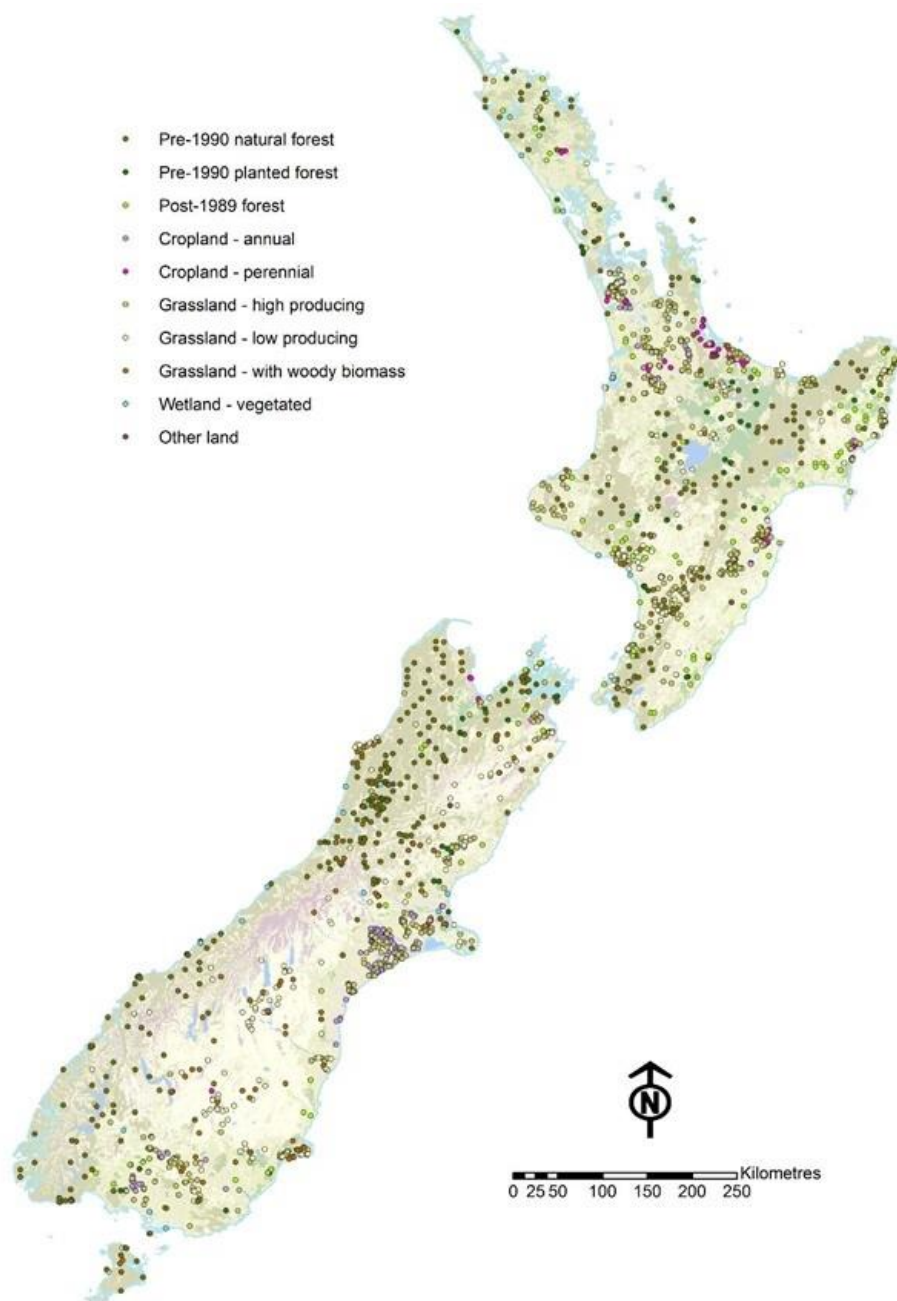 Pre-1990 natural forest
Pre-1990 planted forest
Post-1989 forest
Cropland - annual
Cropland - perennial
Grassland - high producing
Grassland - low producing
Grassland - with woody biomass
Wetland - vegetated
Other land
N
Kilometres
0 25 50 100 150 200 250